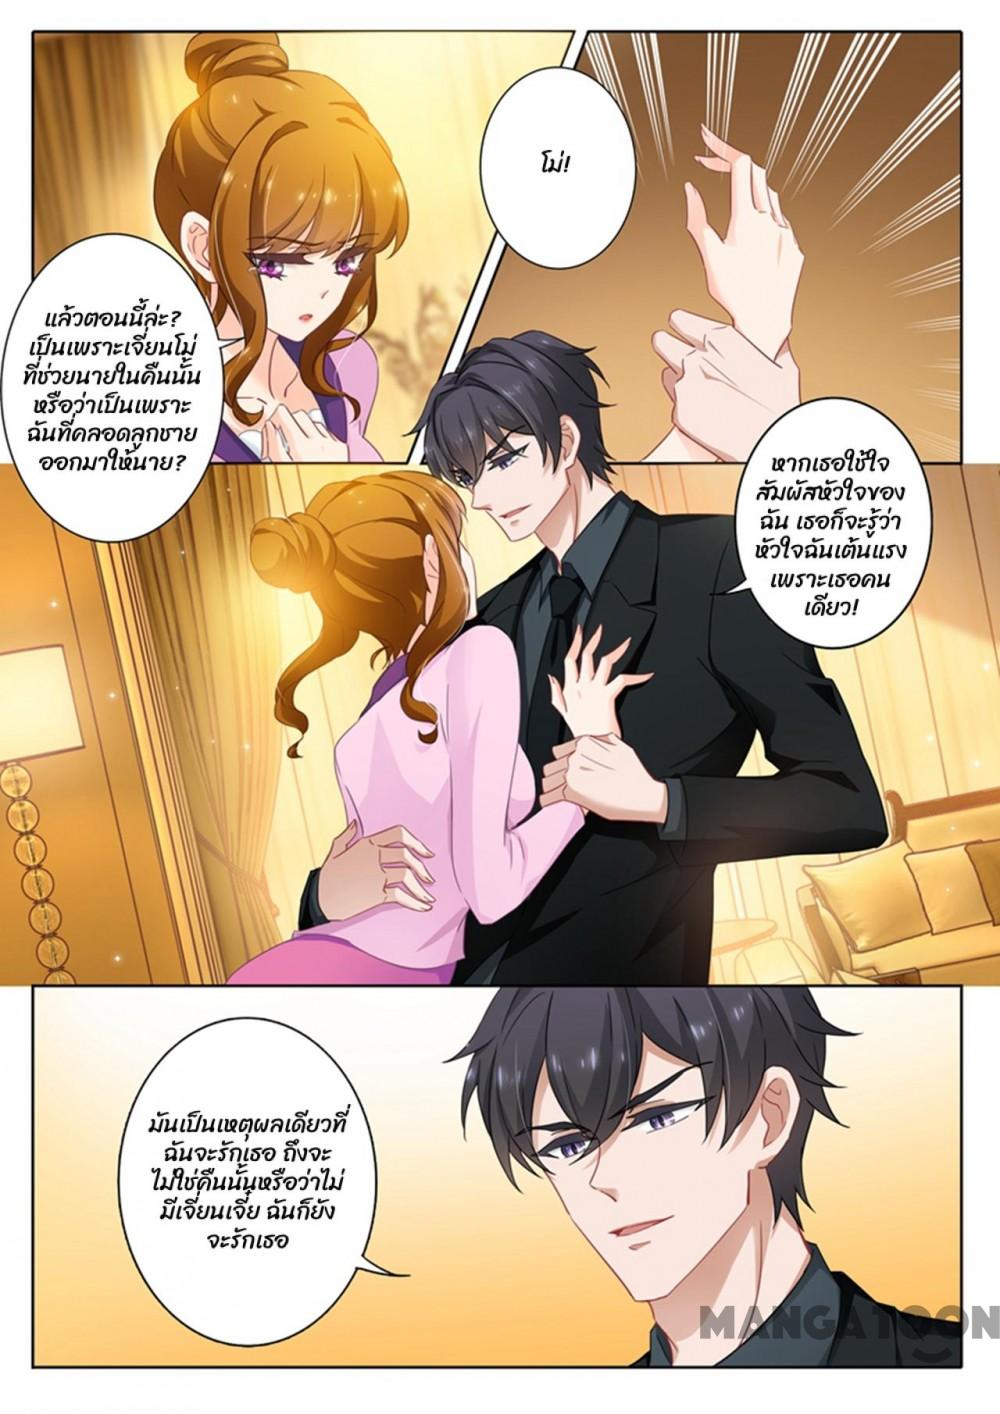 โม่!
แล้วตอนนี้ล่ะ?
เป็นเพราะเจี่ยนโม่
ที่ช่วยนายในคืนนั้น
หรือว่าเป็นเพราะ
ฉันที่คลอดลูกชาย
ออกมาให้นาย?
หากเธอใช้ใจ
สัมผัสหัวใจของ
ฉัน เธอก็จะรู้ว่า
หัวใจฉันเต้นแรง
เพราะเธอคน
เดียว!
มันเป็นเหตุผลเดียวที่
ฉันจะรักเธอ ถึงจะ
ไม่ใช่คืนนั้นหรือว่าไม่
มีเจี่ยนเจี๋ย ฉันก็ยัง
จะรักเธอ
MANGATOON